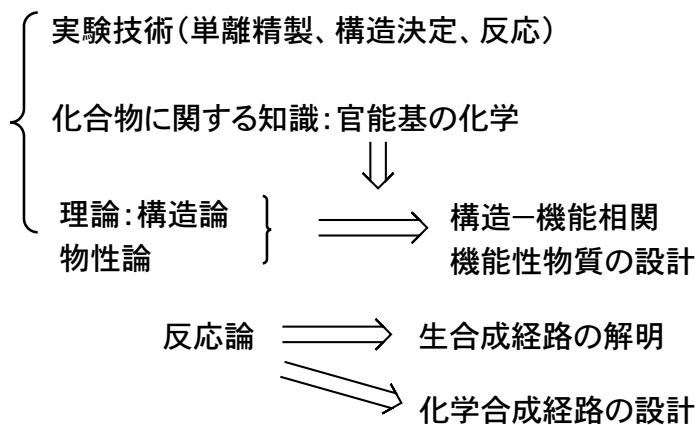 実験技術（単離精製、構造決定、反応）
化合物に関する知識：官能基の化学
理論：構造論
物性論
構造－機能相関
機能性物質の設計
反応論
生合成経路の解明
化学合成経路の設計